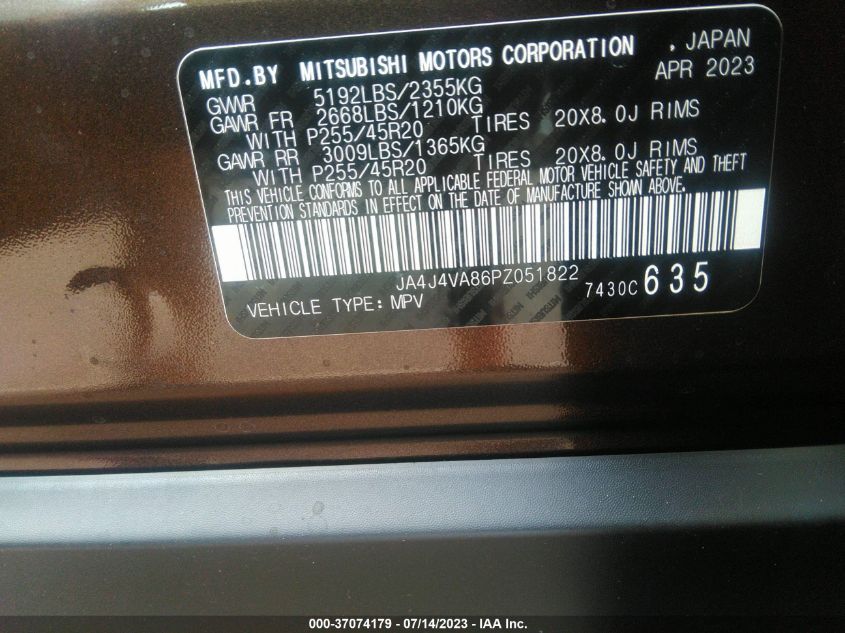 MFD.BY MITSUBISHI MOTORS CORPORATION , JAPAN
APR 2023
GVWR 5192LBS/2355KG
GAWR FR 2668LBS/1210KG
WITH P255/45R20 TIRES 20X8.0J RIMS
GAWR RR 3009LBS/1365KG
WITH P255/45R20 TIRES 20X8.0J RIMS
THIS VEHICLE CONFORMS TO ALL APPLICABLE FEDERAL MOTOR VEHICLE SAFETY AND THEFT
PREVENTION STANDARDS IN EFFECT ON THE DATE OF MANUFACTURE SHOWN ABOVE.
JA4J4VA86PZ051822
VEHICLE TYPE: MPV 7430C 635
000-37074179 / 07/14/2023 - IAA Inc.